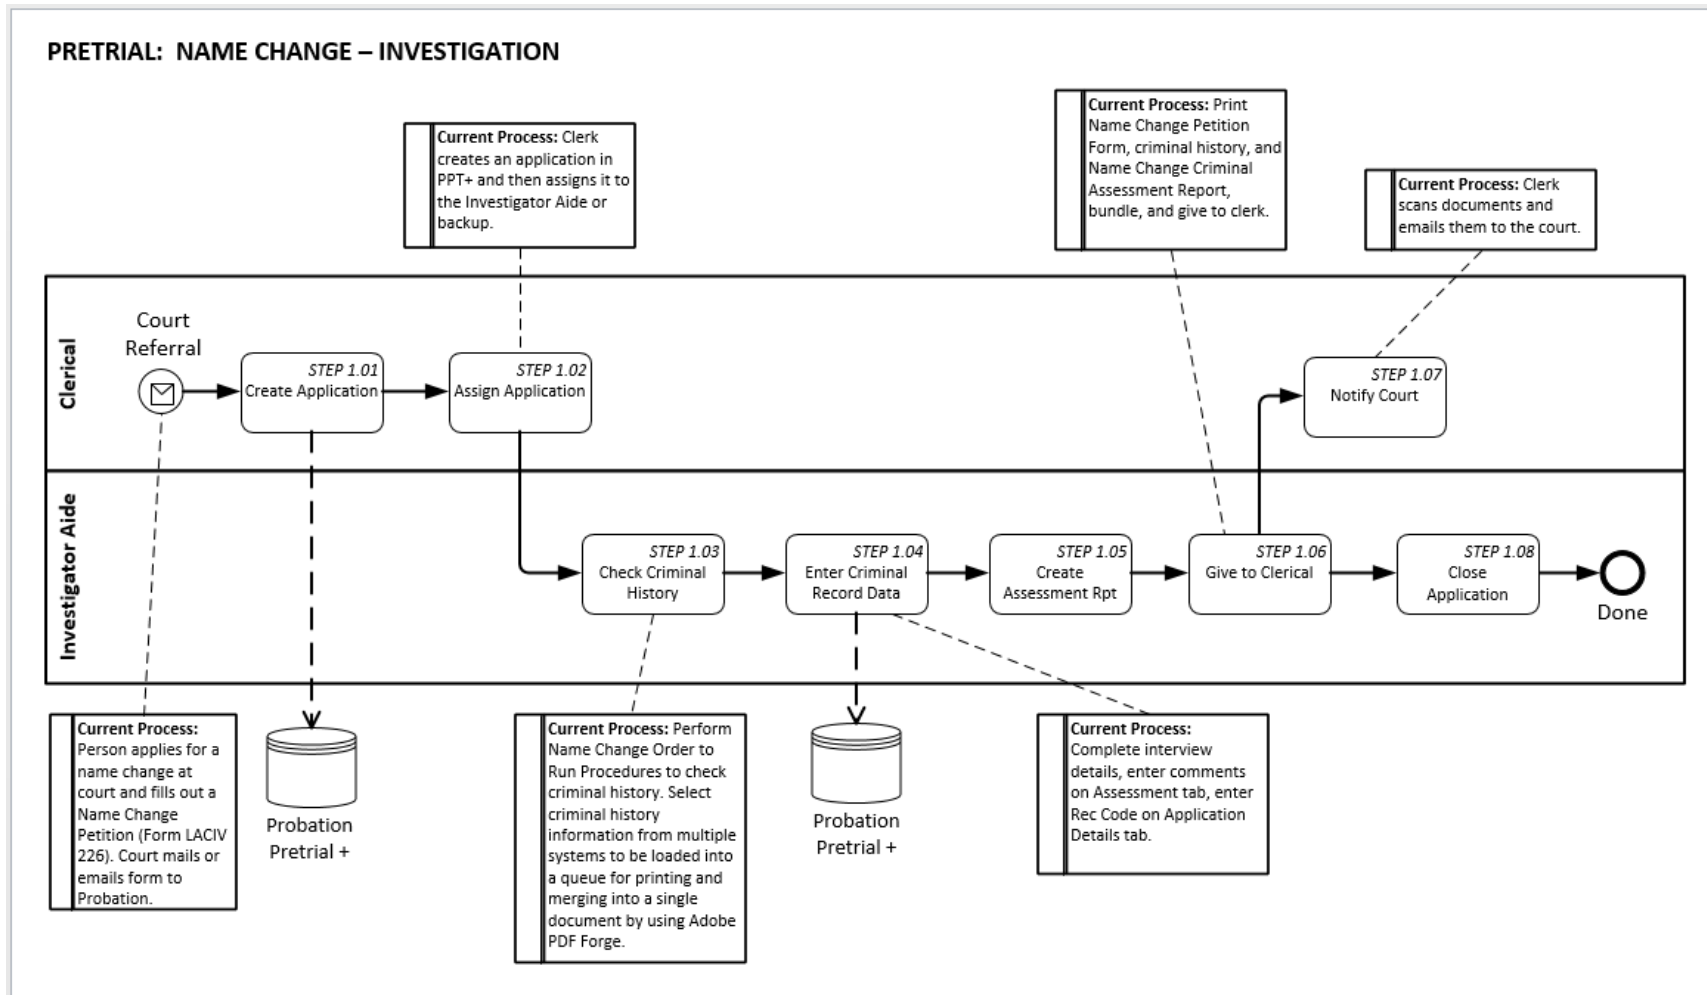 PRETRIAL:  NAME CHANGE – INVESTIGATION
Current Process: Clerk
creates an application in
PPT+ and then assigns it to
the Investigator Aide or
backup.
Current Process: Print
Name Change Petition
Form, criminal history, and
Name Change Criminal
Assessment Report,
bundle, and give to clerk.
Current Process: Clerk
scans documents and
emails them to the court.
Clerical
Court
Referral
STEP 1.01
Create Application
STEP 1.02
Assign Application
STEP 1.07
Notify Court
Investigator Aide
STEP 1.03
Check Criminal
History
STEP 1.04
Enter Criminal
Record Data
STEP 1.05
Create
Assessment Rpt
STEP 1.06
Give to Clerical
STEP 1.08
Close
Application
Done
Current Process:
Person applies for a
name change at
court and fills out a
Name Change
Petition (Form LACIV
226). Court mails or
emails form to
Probation.
Probation
Pretrial +
Current Process: Perform
Name Change Order to
Run Procedures to check
criminal history. Select
criminal history
information from multiple
systems to be loaded into
a queue for printing and
merging into a single
document by using Adobe
PDF Forge.
Probation
Pretrial +
Current Process:
Complete interview
details, enter comments
on Assessment tab, enter
Rec Code on Application
Details tab.